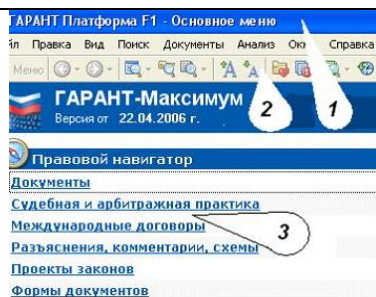 ГАРАНТ Платформа F1 - Основное меню
йл Правка Вид Поиск Документы Анализ Окн Справка
Меню
ГАРАНТ-Максимум
Версия от 22.04.2006 г.
2
1
Правовой навигатор
Документы
Судебная и арбитражная практика
Международные договоры
3
Разъяснения, комментарии, схемы
Проекты законов
Формы документов